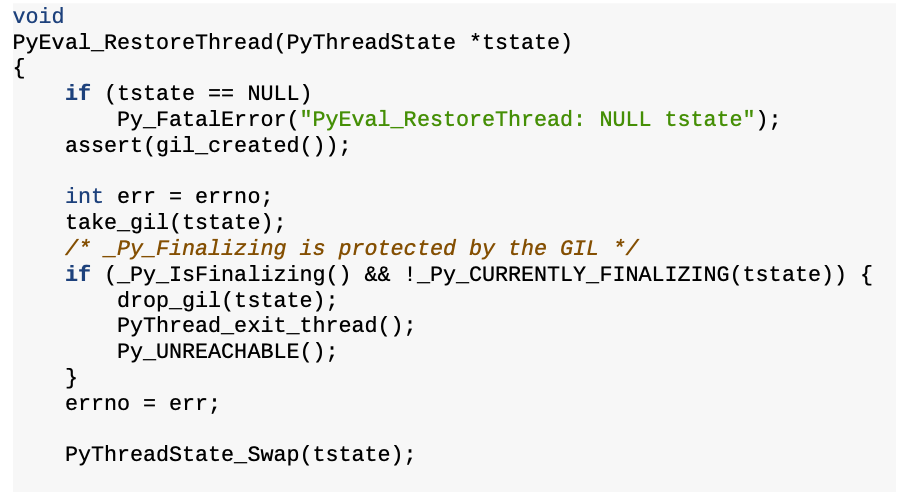 void
PyEval_RestoreThread(PyThreadState *tstate)
{
    if (tstate == NULL)
        Py_FatalError("PyEval_RestoreThread: NULL tstate");
    assert(gil_created());

    int err = errno;
    take_gil(tstate);
    /* _Py_Finalizing is protected by the GIL */
    if (_Py_IsFinalizing() && !_Py_CURRENTLY_FINALIZING(tstate)) {
        drop_gil(tstate);
        PyThread_exit_thread();
        Py_UNREACHABLE();
    }
    errno = err;

    PyThreadState_Swap(tstate);